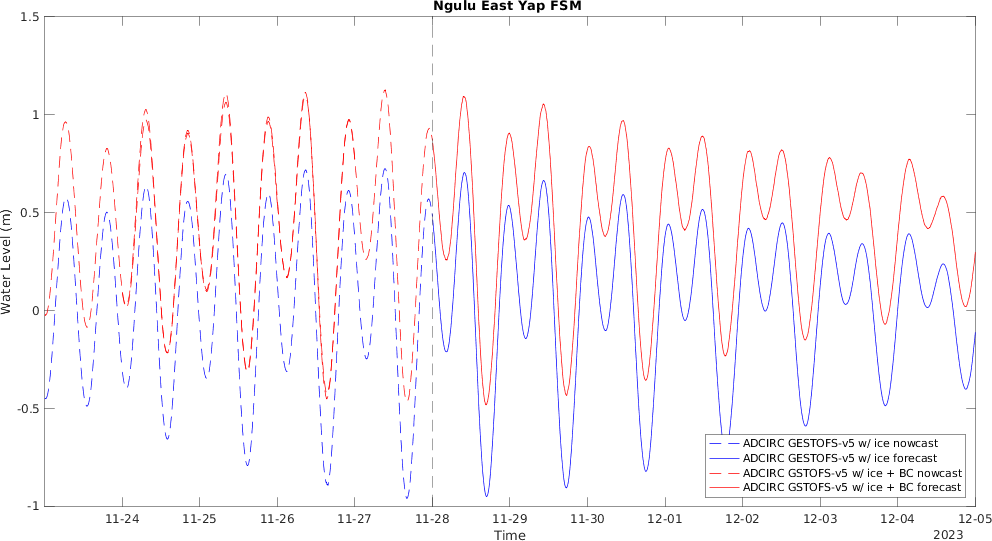 Ngulu East Yap FSM
1.5
1
0.5
0
-0.5
-1
Water Level (m)
11-24 11-25 11-26 11-27 11-28 11-29 11-30 12-01 12-02 12-03 12-04 12-05
Time
2023
ADCIRC GESTOFS-v5 w/ ice nowcast
ADCIRC GESTOFS-v5 w/ ice forecast
ADCIRC GSTOFS-v5 w/ ice + BC nowcast
ADCIRC GSTOFS-v5 w/ ice + BC forecast